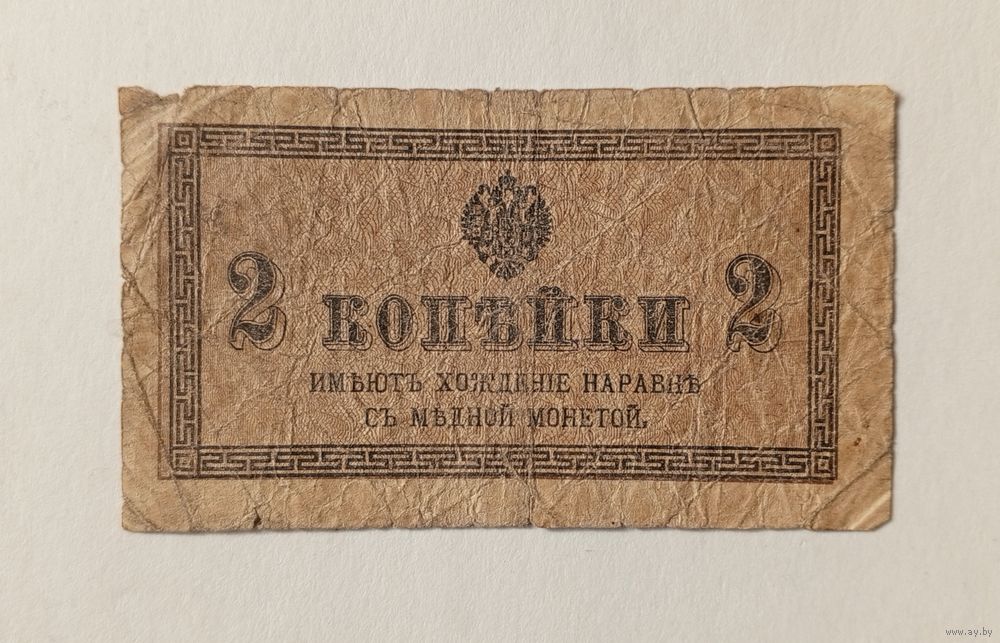 2 КОПѢЙКИ 2
ИМѢЮТЪ ХОЖДЕНІЕ НАРАВНѢ
СЪ МѢДНОЙ МОНЕТОЙ.
www.ay.by